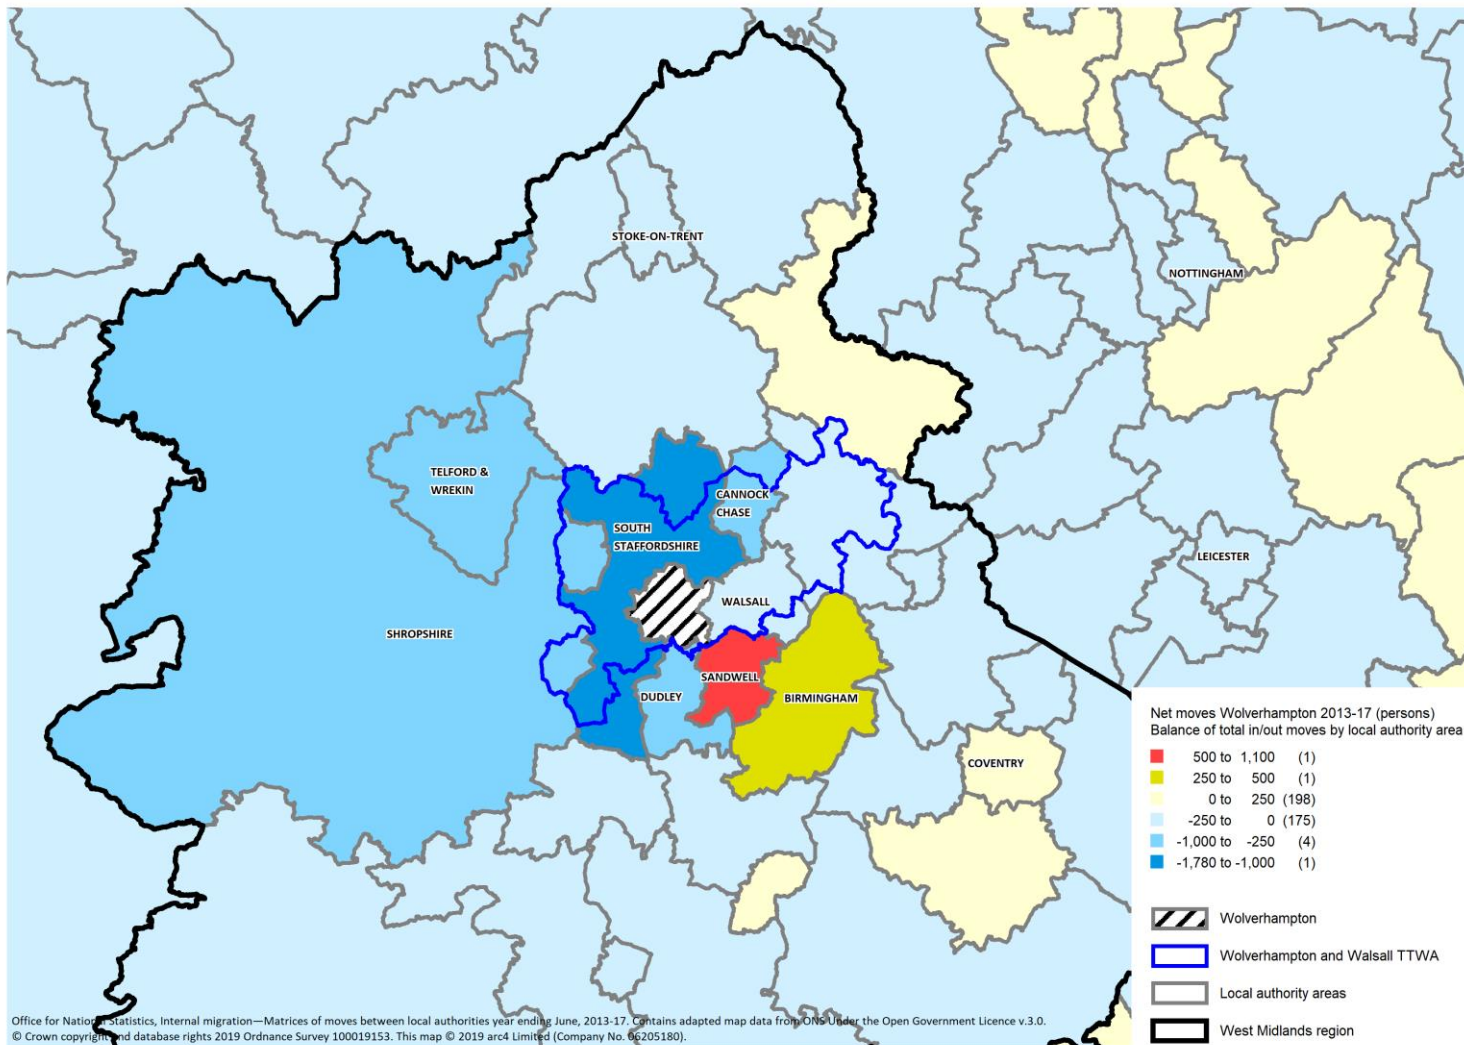 STOKE-ON-TRENT
NOTTINGHAM
TELFORD &
WREKIN
CANNOCK
CHASE
SOUTH
STAFFORDSHIRE
LEICESTER
WALSALL
SHROPSHIRE
SANDWELL
DUDLEY
BIRMINGHAM
COVENTRY
Net moves Wolverhampton 2013-17 (persons)
Balance of total in/out moves by local authority area
500 to 1,100 (1)
250 to 500 (1)
0 to 250 (198)
-250 to 0 (175)
-1,000 to -250 (4)
-1,780 to -1,000 (1)
Wolverhampton
Wolverhampton and Walsall TTWA
Local authority areas
West Midlands region
Office for National Statistics, Internal migration—Matrices of moves between local authorities year ending June, 2013-17. Contains adapted map data from ONS Under the Open Government Licence v.3.0.
© Crown copyright and database rights 2019 Ordnance Survey 100019153. This map © 2019 arc4 Limited (Company No. 06205180).